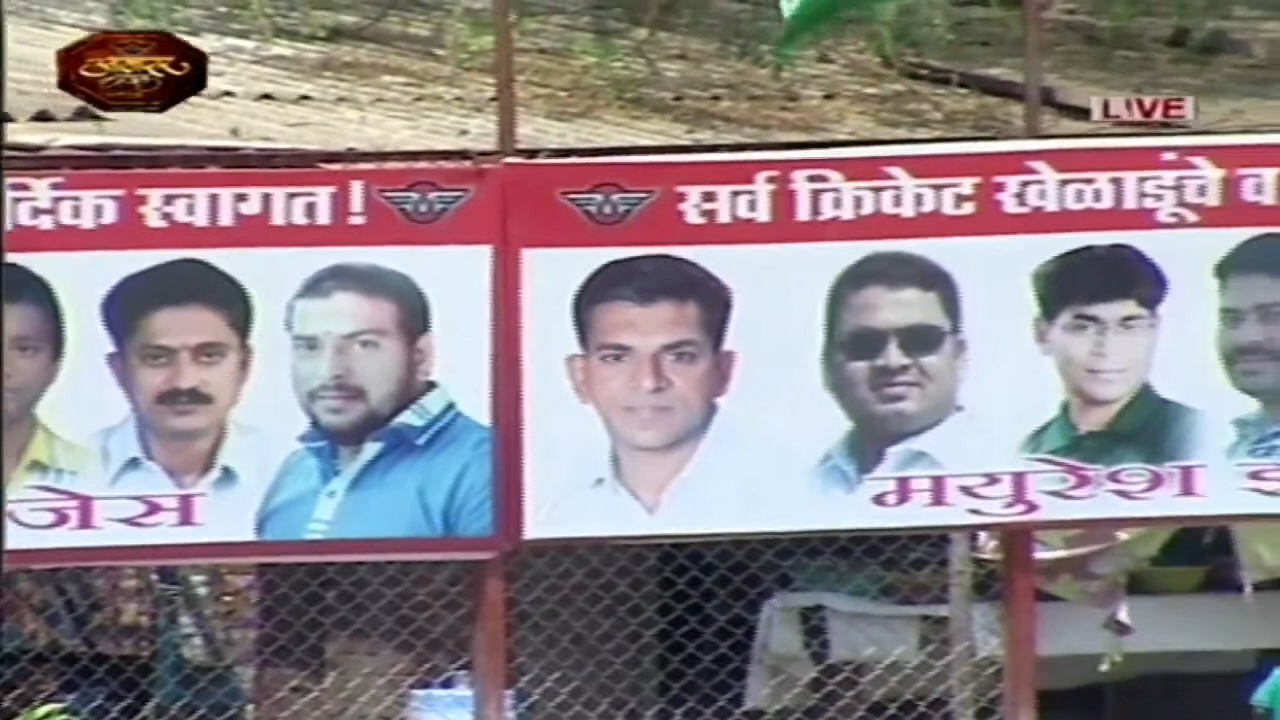 LIVE
र्दिक स्वागत !
सर्व क्रिकेट खेळाडूंचे व
जेस
मयुरेश